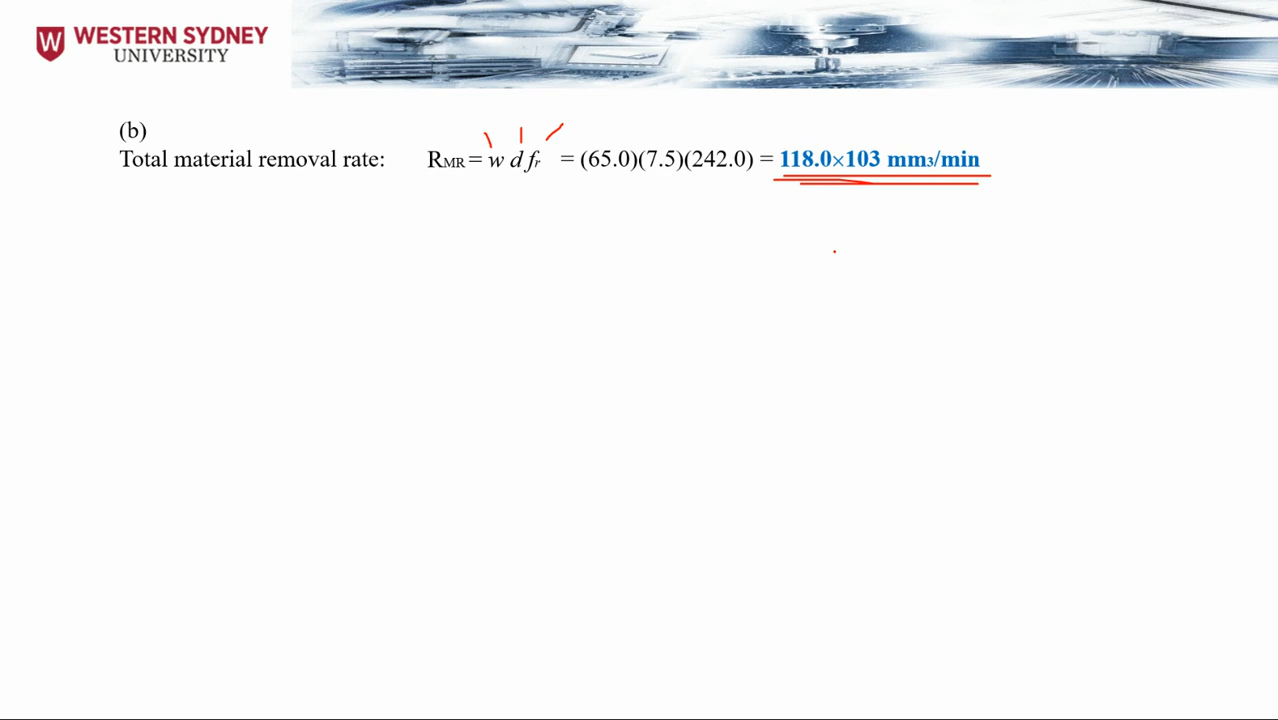 WESTERN SYDNEY
UNIVERSITY
W
(b)
Total material removal rate: RMR = w d fr = (65.0)(7.5)(242.0) = 118.0×103 mm3/min